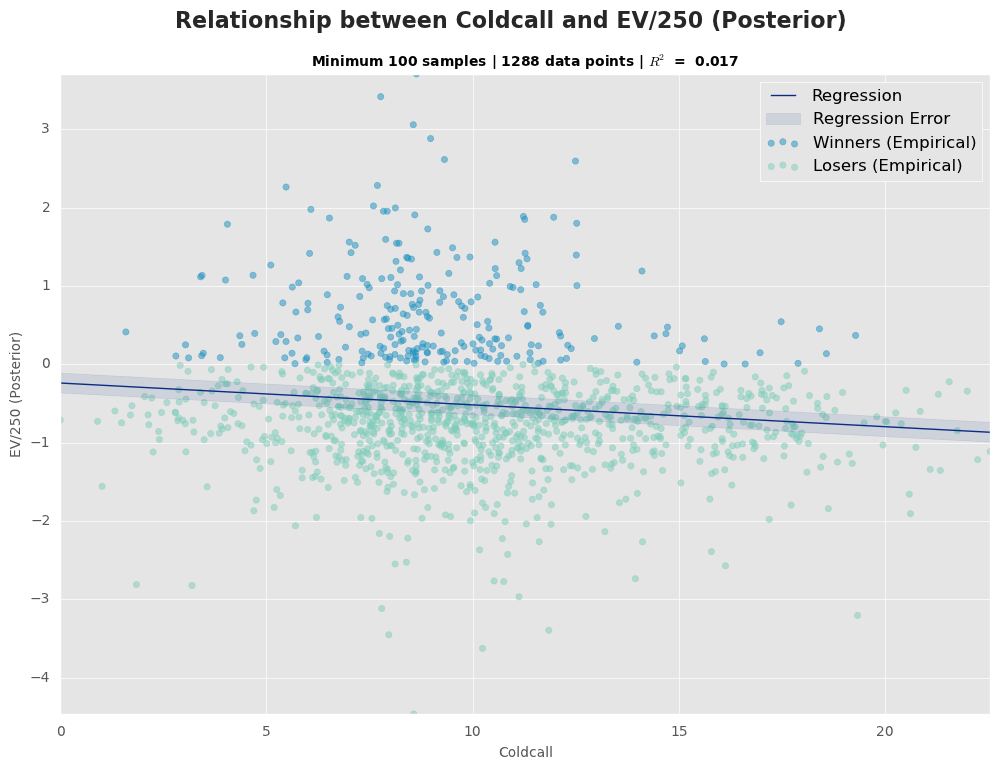 Relationship between Coldcall and EV/250 (Posterior)
Minimum 100 samples | 1288 data points | R² = 0.017
Regression
Regression Error
Winners (Empirical)
Losers (Empirical)
3
2
1
0
−1
−2
−3
−4
EV/250 (Posterior)
0 5 10 15 20
Coldcall